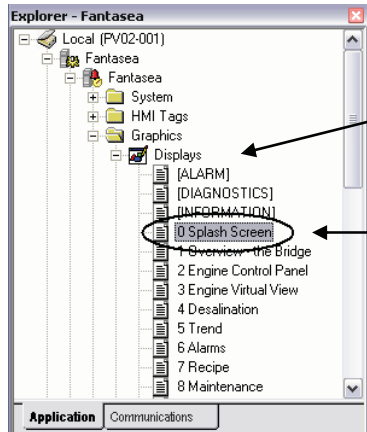 Explorer - Fantasea
Local (PV02-001)
Fantasea
Fantasea
System
HMI Tags
Graphics
Displays
[ALARM]
[DIAGNOSTICS]
[INFORMATION]
0 Splash Screen
1 Overview - the Bridge
2 Engine Control Panel
3 Engine Virtual View
4 Desalination
5 Trend
6 Alarms
7 Recipe
8 Maintenance
Application Communications